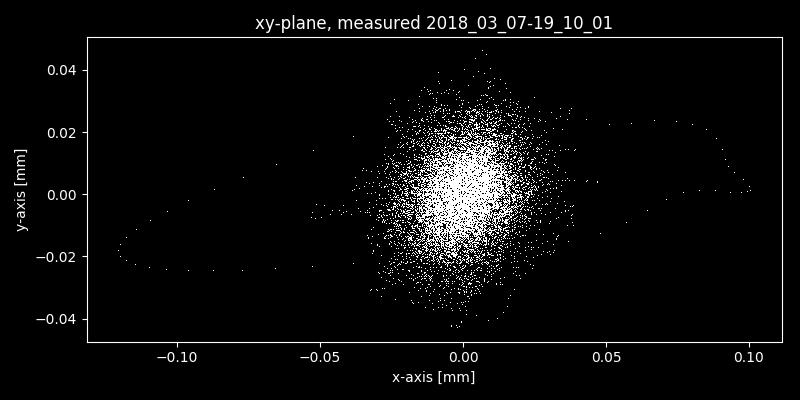 xy-plane, measured 2018_03_07-19_10_01
0.04
0.02
0.00
−0.02
−0.04
y-axis [mm]
−0.10 −0.05 0.00 0.05 0.10
x-axis [mm]